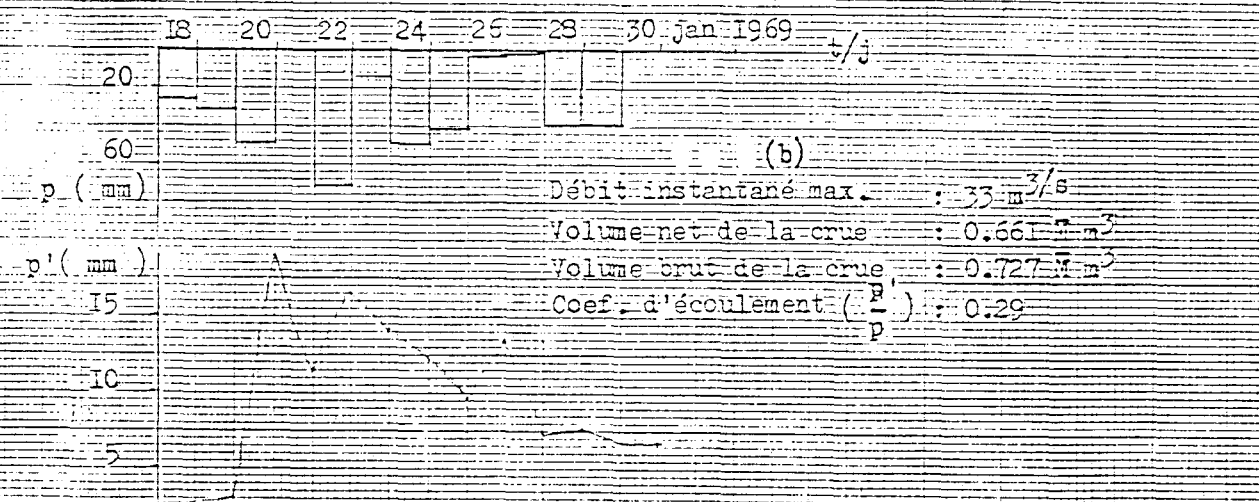 18 20 22 24 26 28 30 jan 1969 t/j
20
60
p ( mm)
(b)
Débit instantané max. : 33 m3/s
Volume net de la crue : 0.661 M m3
Volume brut de la crue : 0.727 M m3
Coef. d'écoulement ( p'/p ) : 0.29
p'( mm )
15
10
5